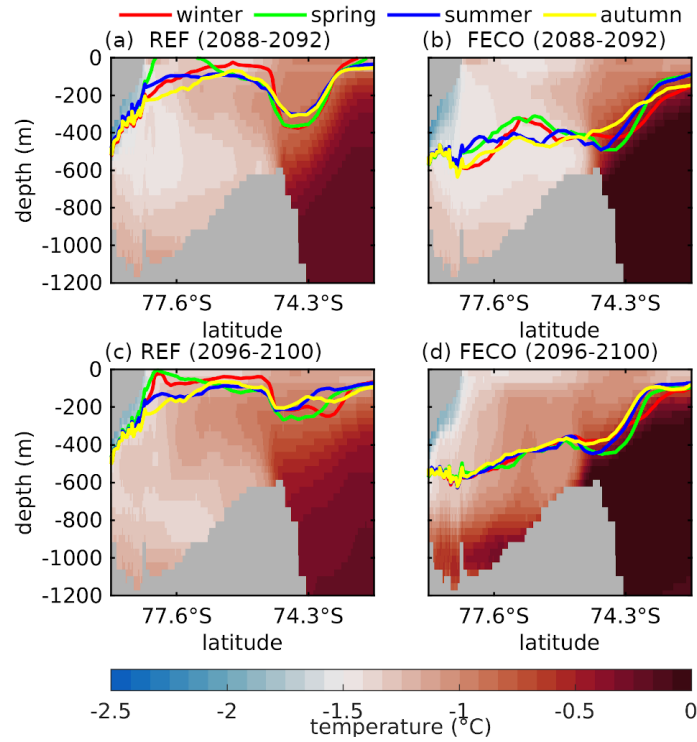 winter spring summer autumn
(a) REF (2088-2092)
(b) FECO (2088-2092)
0
-200
-400
-600
-800
-1000
-1200
depth (m)
77.6°S 74.3°S
latitude
77.6°S 74.3°S
latitude
(c) REF (2096-2100)
(d) FECO (2096-2100)
0
-200
-400
-600
-800
-1000
-1200
depth (m)
77.6°S 74.3°S
latitude
77.6°S 74.3°S
latitude
-2.5 -2 -1.5 -1 -0.5 0
temperature (°C)